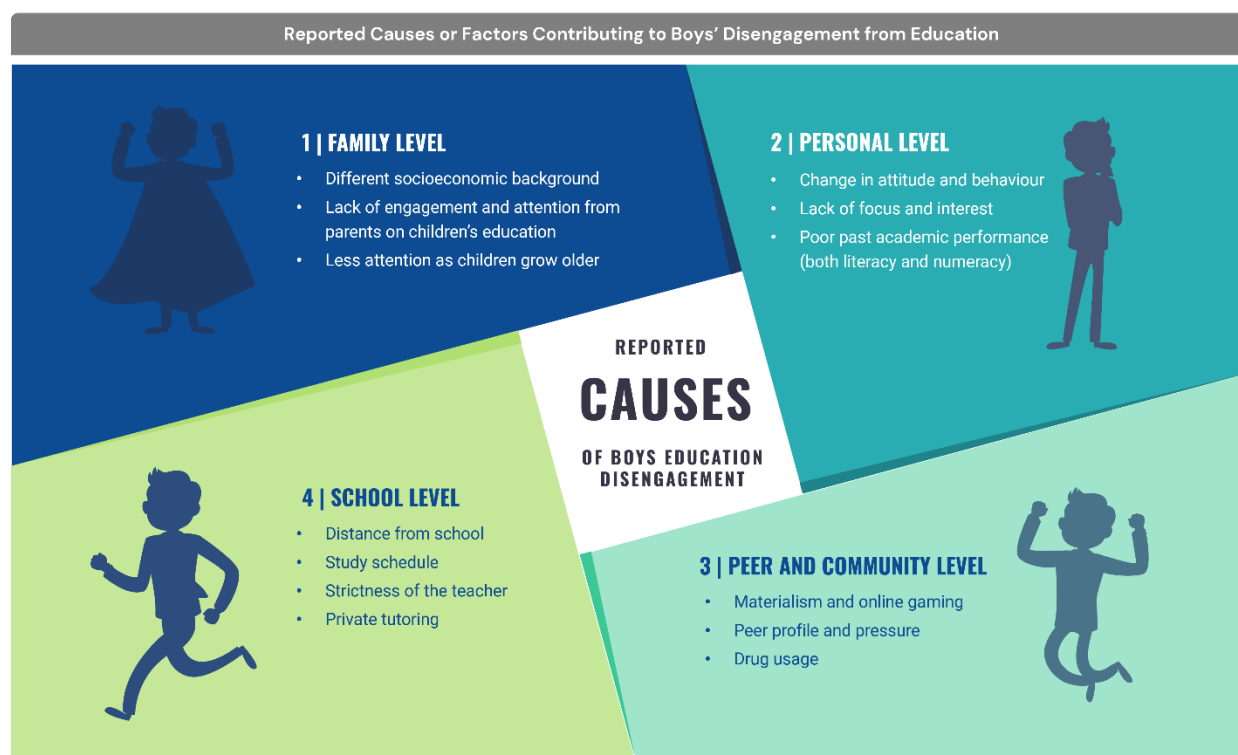 Reported Causes or Factors Contributing to Boys' Disengagement from Education
1 | FAMILY LEVEL
• Different socioeconomic background
• Lack of engagement and attention from
parents on children's education
• Less attention as children grow older
2 | PERSONAL LEVEL
• Change in attitude and behaviour
• Lack of focus and interest
• Poor past academic performance
(both literacy and numeracy)
REPORTED
CAUSES
OF BOYS EDUCATION
DISENGAGEMENT
3 | PEER AND COMMUNITY LEVEL
• Materialism and online gaming
• Peer profile and pressure
• Drug usage
4 | SCHOOL LEVEL
• Distance from school
• Study schedule
• Strictness of the teacher
• Private tutoring